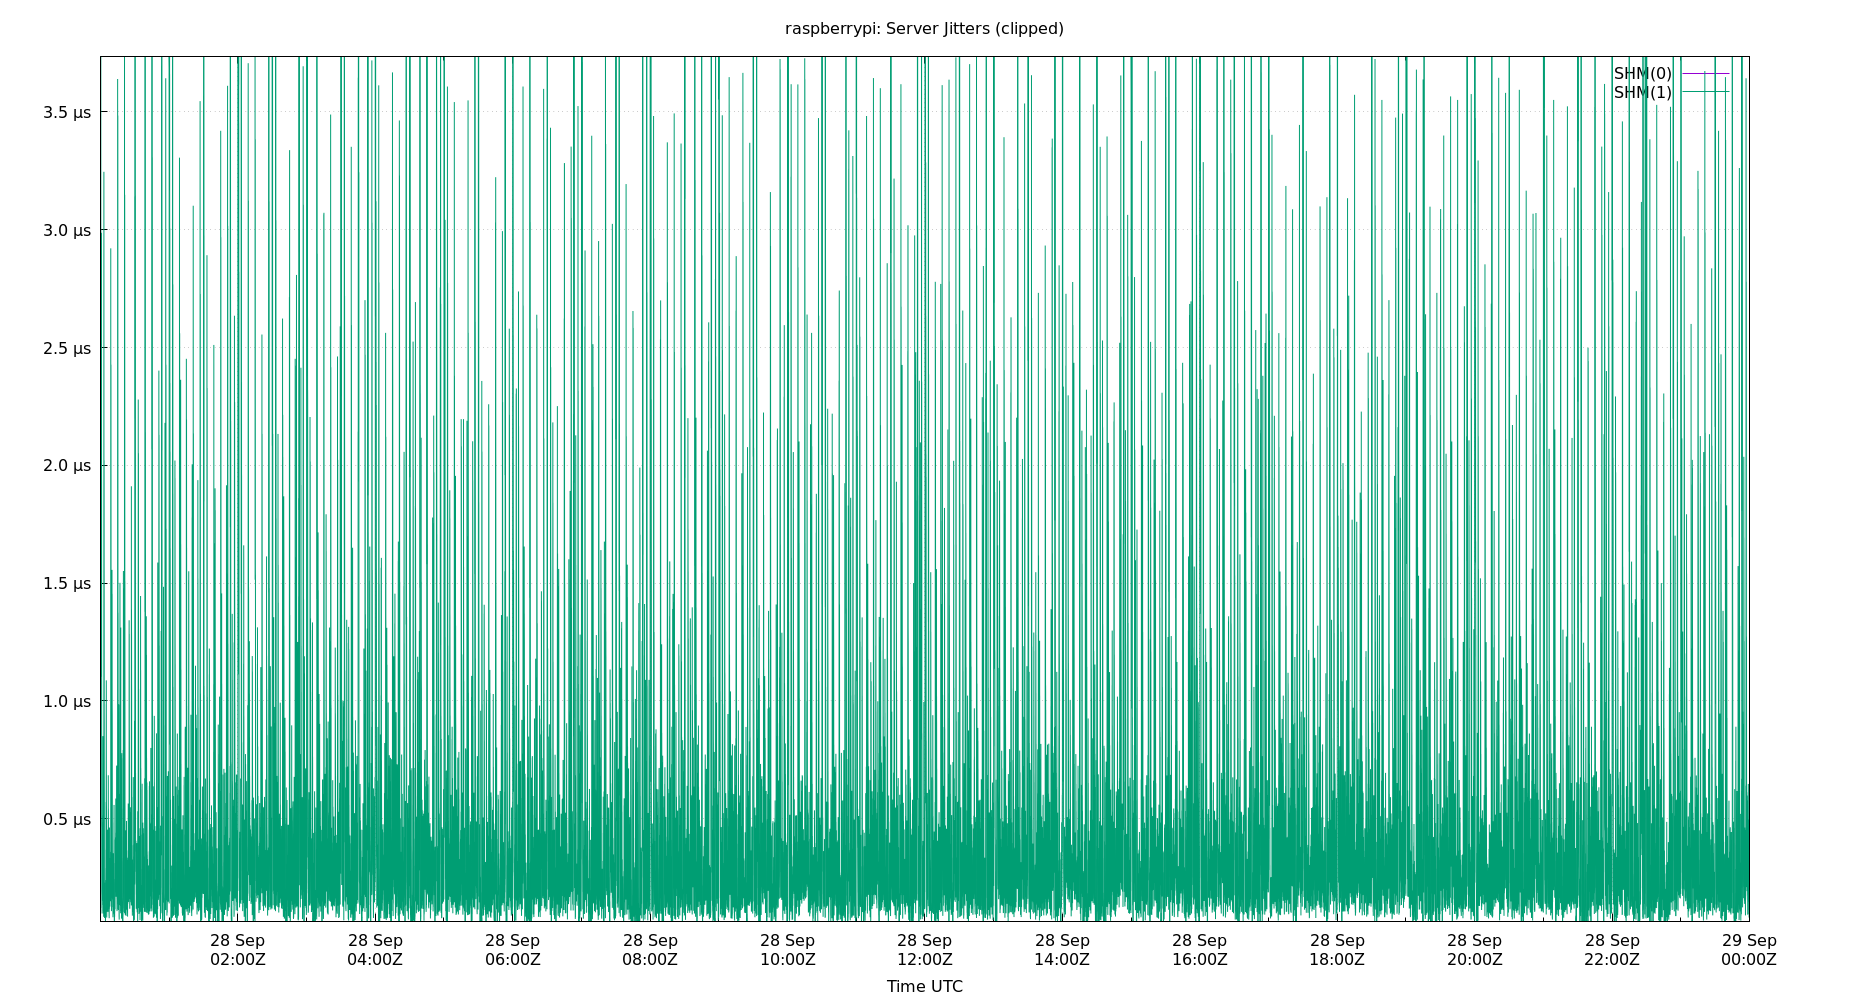 raspberrypi: Server Jitters (clipped)
SHM(0)
SHM(1)
3.5 µs
3.0 µs
2.5 µs
2.0 µs
1.5 µs
1.0 µs
0.5 µs
28 Sep 28 Sep 28 Sep 28 Sep 28 Sep 28 Sep 28 Sep 28 Sep 28 Sep 28 Sep 28 Sep 29 Sep
02:00Z 04:00Z 06:00Z 08:00Z 10:00Z 12:00Z 14:00Z 16:00Z 18:00Z 20:00Z 22:00Z 00:00Z
Time UTC